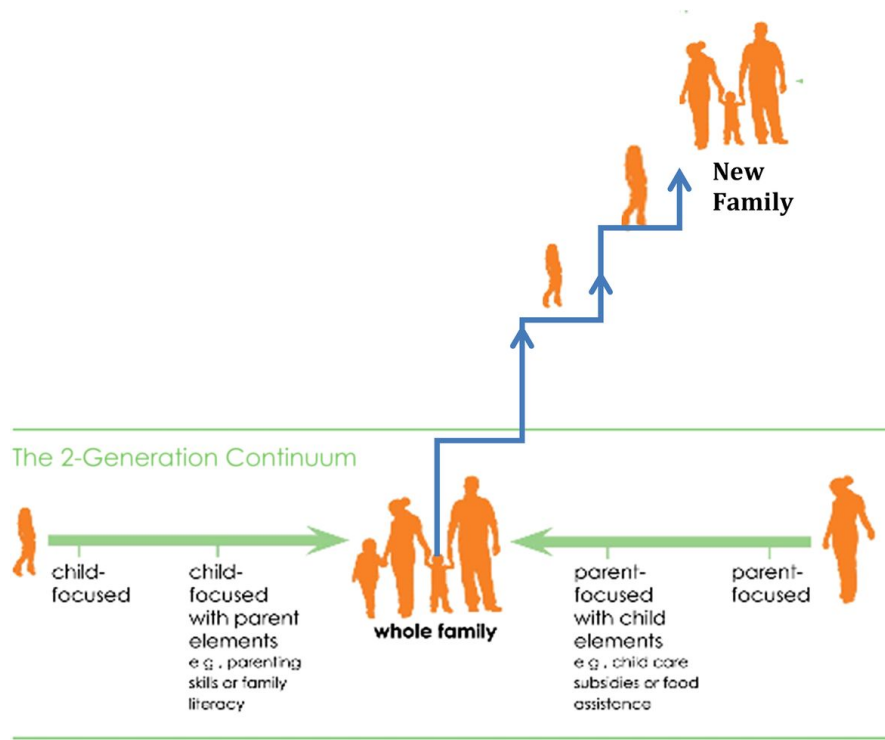 New
Family
The 2-Generation Continuum
child-
focused
child-
focused
with parent
elements
e g , parenting
skills or family
literacy
whole family
parent-
focused
with child
elements
e g , child care
subsidies or food
assistance
parent-
focused